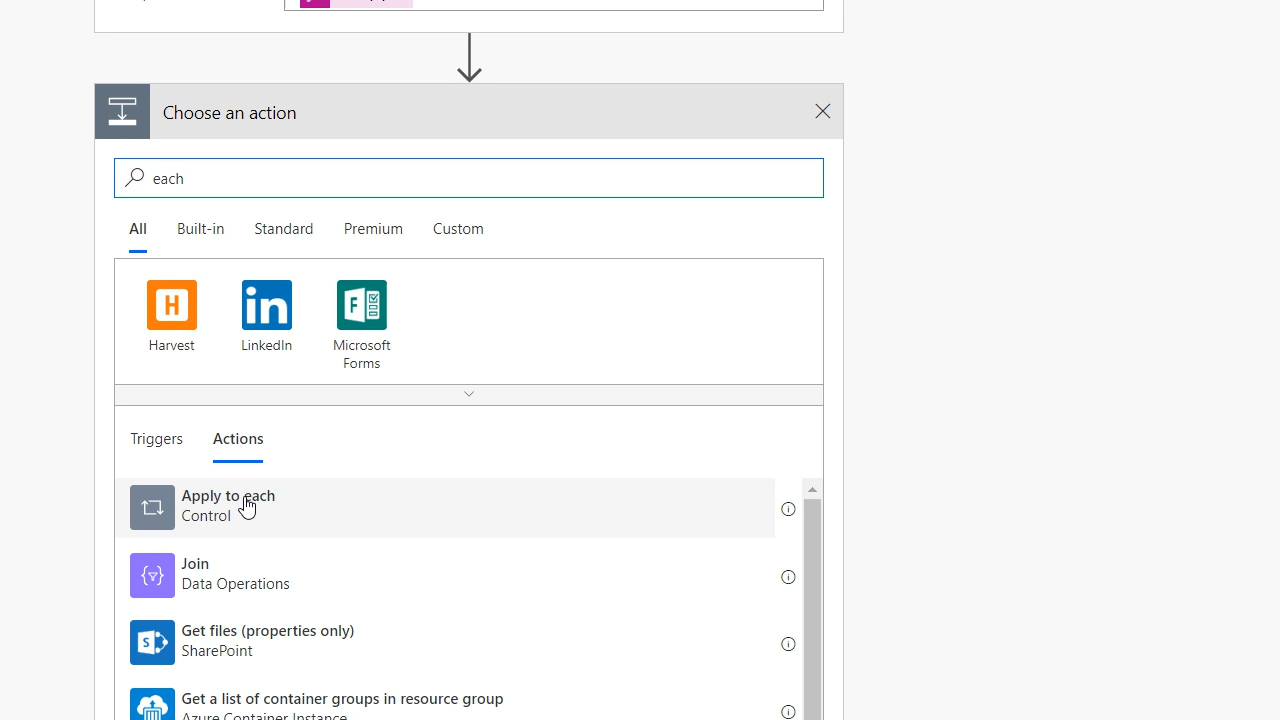 Choose an action
each
All Built-in Standard Premium Custom
H
in
F
Harvest LinkedIn Microsoft
Forms
Triggers Actions
Apply to each
Control
Join
Data Operations
S
Get files (properties only)
SharePoint
Get a list of container groups in resource group
Azure Container Instance